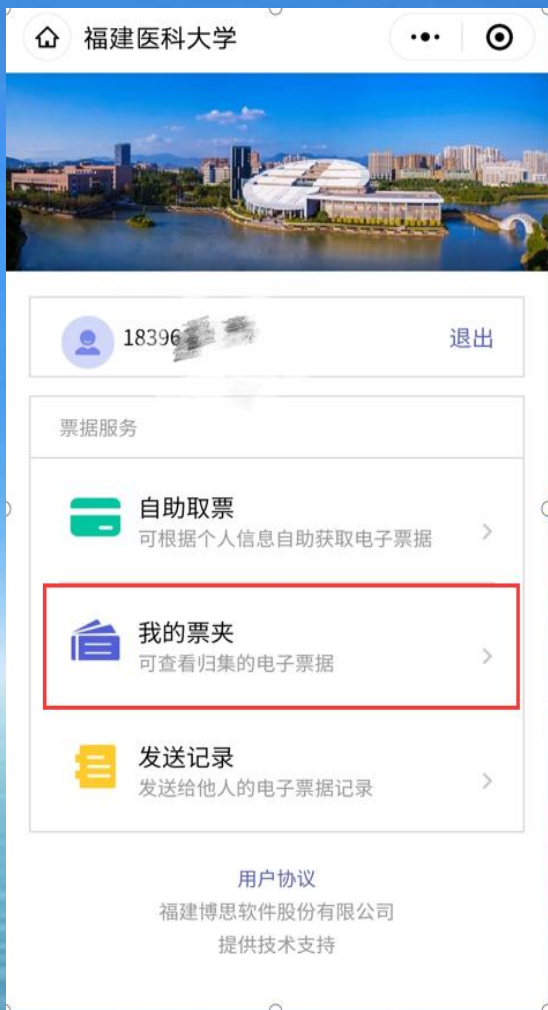 福建医科大学
18396
退出
票据服务
自助取票
可根据个人信息自助获取电子票据
我的票夹
可查看归集的电子票据
发送记录
发送给他人的电子票据记录
用户协议
福建博思软件股份有限公司
提供技术支持